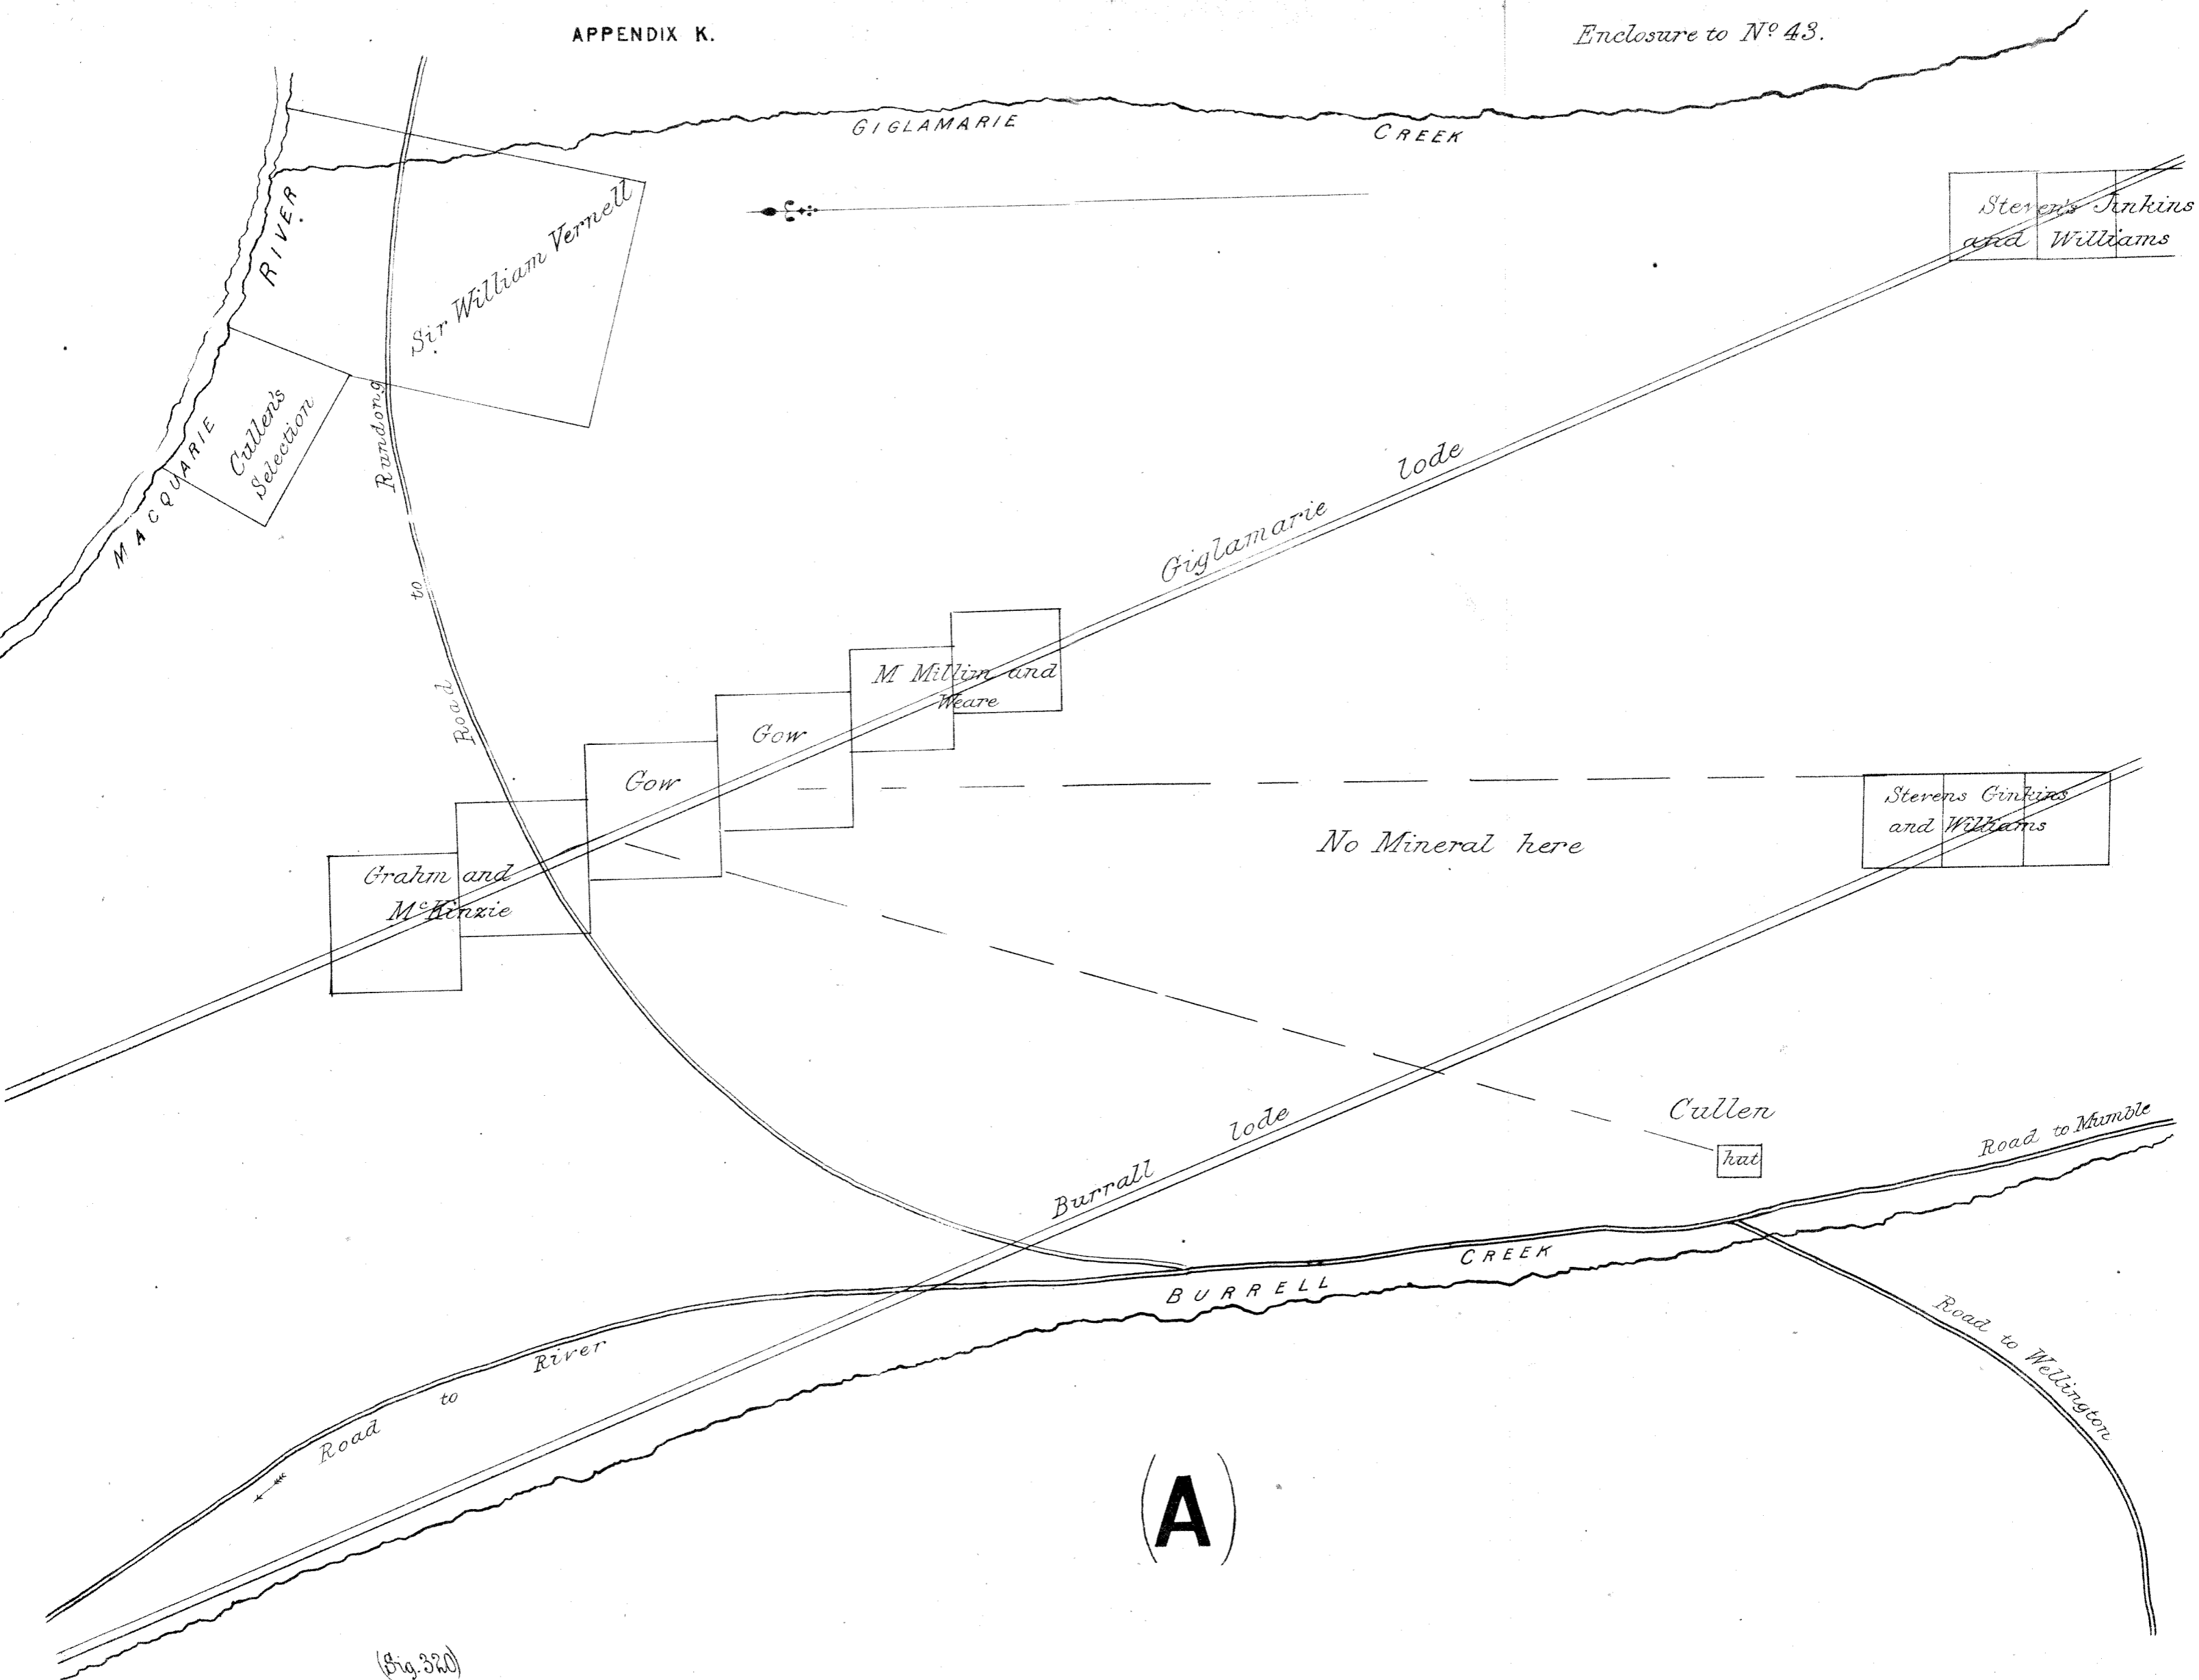 APPENDIX K.
Enclosure to Nº 43.
GIGLAMARIE CREEK
RIVER
MACQUARIE
Sir William Vernell
Steven's Jinkins
and Williams
Cullen's
Selection
Road to Rundong
Giglamarie lode
M Millim and
Weare
Gow
Gow
Grahm and
McKinzie
No Mineral here
Stevens Ginkins
and Williams
Cullen
hut
Road to Mumble
Burrall lode
BURRELL CREEK
Road to River
Road to Wellington
(A)
(Sig. 320)